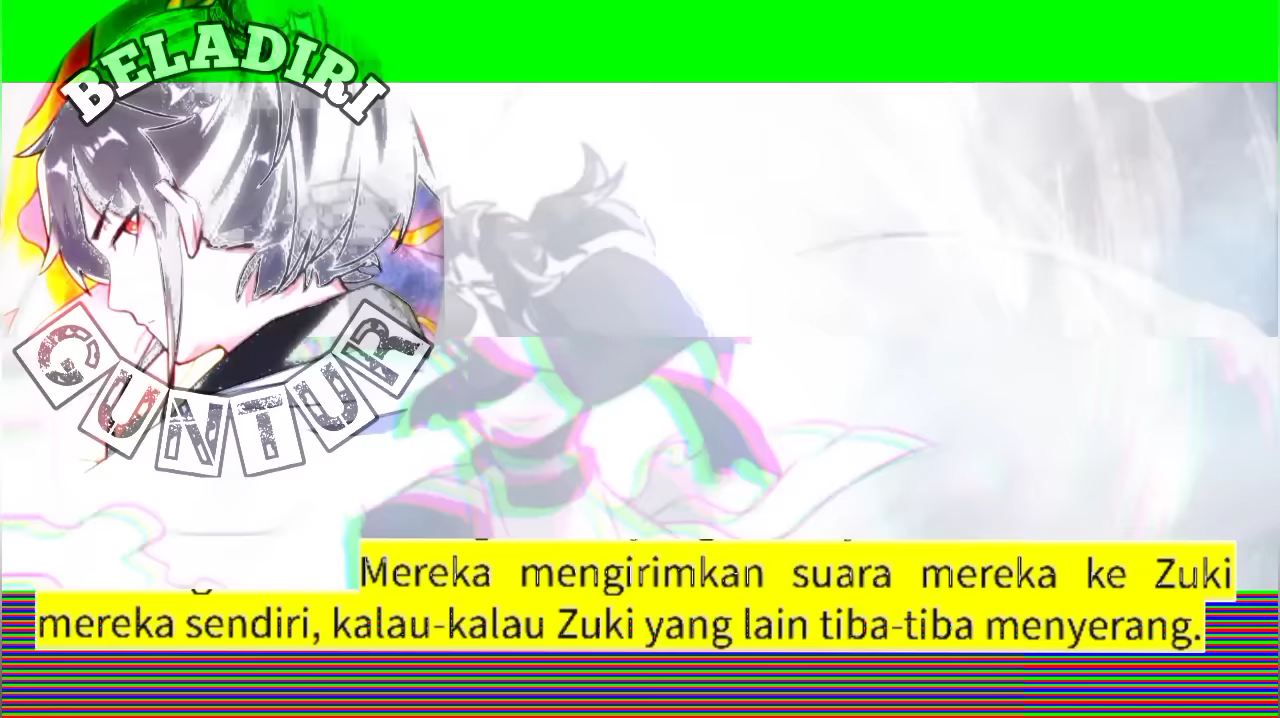 BELADIRI
GUNTUR
Mereka mengirimkan suara mereka ke Zuki
mereka sendiri, kalau-kalau Zuki yang lain tiba-tiba menyerang.